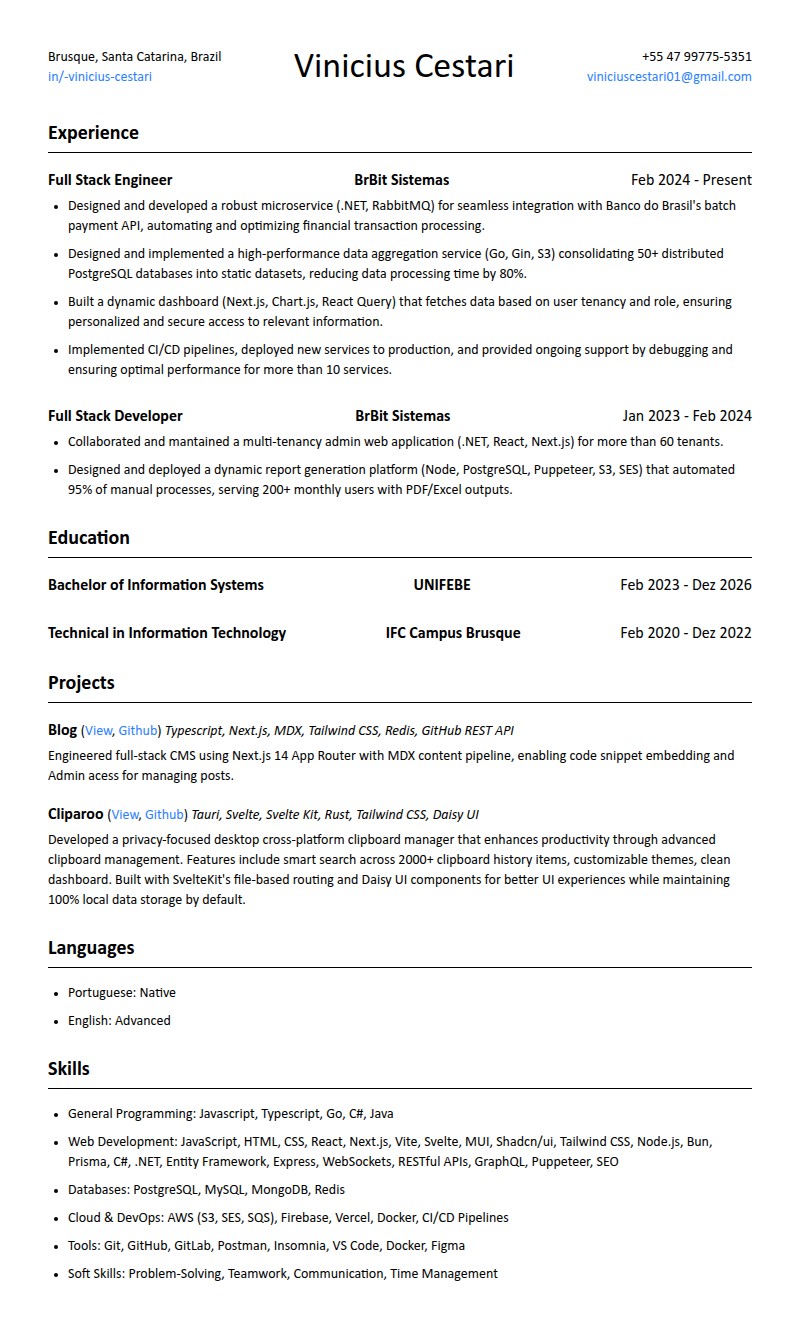 Brusque, Santa Catarina, Brazil
in/-vinicius-cestari
Vinicius Cestari
+55 47 99775-5351
viniciuscestari01@gmail.com
Experience
Full Stack Engineer BrBit Sistemas Feb 2024 - Present
• Designed and developed a robust microservice (.NET, RabbitMQ) for seamless integration with Banco do Brasil's batch
payment API, automating and optimizing financial transaction processing.
• Designed and implemented a high-performance data aggregation service (Go, Gin, S3) consolidating 50+ distributed
PostgreSQL databases into static datasets, reducing data processing time by 80%.
• Built a dynamic dashboard (Next.js, Chart.js, React Query) that fetches data based on user tenancy and role, ensuring
personalized and secure access to relevant information.
• Implemented CI/CD pipelines, deployed new services to production, and provided ongoing support by debugging and
ensuring optimal performance for more than 10 services.
Full Stack Developer BrBit Sistemas Jan 2023 - Feb 2024
• Collaborated and mantained a multi-tenancy admin web application (.NET, React, Next.js) for more than 60 tenants.
• Designed and deployed a dynamic report generation platform (Node, PostgreSQL, Puppeteer, S3, SES) that automated
95% of manual processes, serving 200+ monthly users with PDF/Excel outputs.
Education
Bachelor of Information Systems UNIFEBE Feb 2023 - Dez 2026
Technical in Information Technology IFC Campus Brusque Feb 2020 - Dez 2022
Projects
Blog (View, Github) Typescript, Next.js, MDX, Tailwind CSS, Redis, GitHub REST API
Engineered full-stack CMS using Next.js 14 App Router with MDX content pipeline, enabling code snippet embedding and
Admin acess for managing posts.
Cliparoo (View, Github) Tauri, Svelte, Svelte Kit, Rust, Tailwind CSS, Daisy UI
Developed a privacy-focused desktop cross-platform clipboard manager that enhances productivity through advanced
clipboard management. Features include smart search across 2000+ clipboard history items, customizable themes, clean
dashboard. Built with SvelteKit's file-based routing and Daisy UI components for better UI experiences while maintaining
100% local data storage by default.
Languages
• Portuguese: Native
• English: Advanced
Skills
• General Programming: Javascript, Typescript, Go, C#, Java
• Web Development: JavaScript, HTML, CSS, React, Next.js, Vite, Svelte, MUI, Shadcn/ui, Tailwind CSS, Node.js, Bun,
Prisma, C#, .NET, Entity Framework, Express, WebSockets, RESTful APIs, GraphQL, Puppeteer, SEO
• Databases: PostgreSQL, MySQL, MongoDB, Redis
• Cloud & DevOps: AWS (S3, SES, SQS), Firebase, Vercel, Docker, CI/CD Pipelines
• Tools: Git, GitHub, GitLab, Postman, Insomnia, VS Code, Docker, Figma
• Soft Skills: Problem-Solving, Teamwork, Communication, Time Management